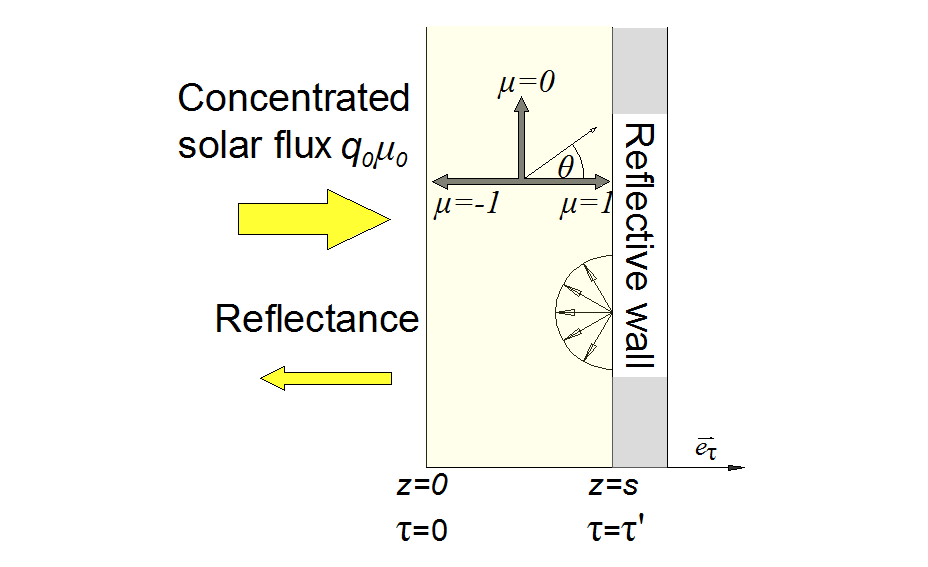 Concentrated
solar flux q₀μ₀
μ=0
θ
μ=-1
μ=1
Reflective wall
Reflectance
e⃗τ
z=0
z=s
τ=0
τ=τ'